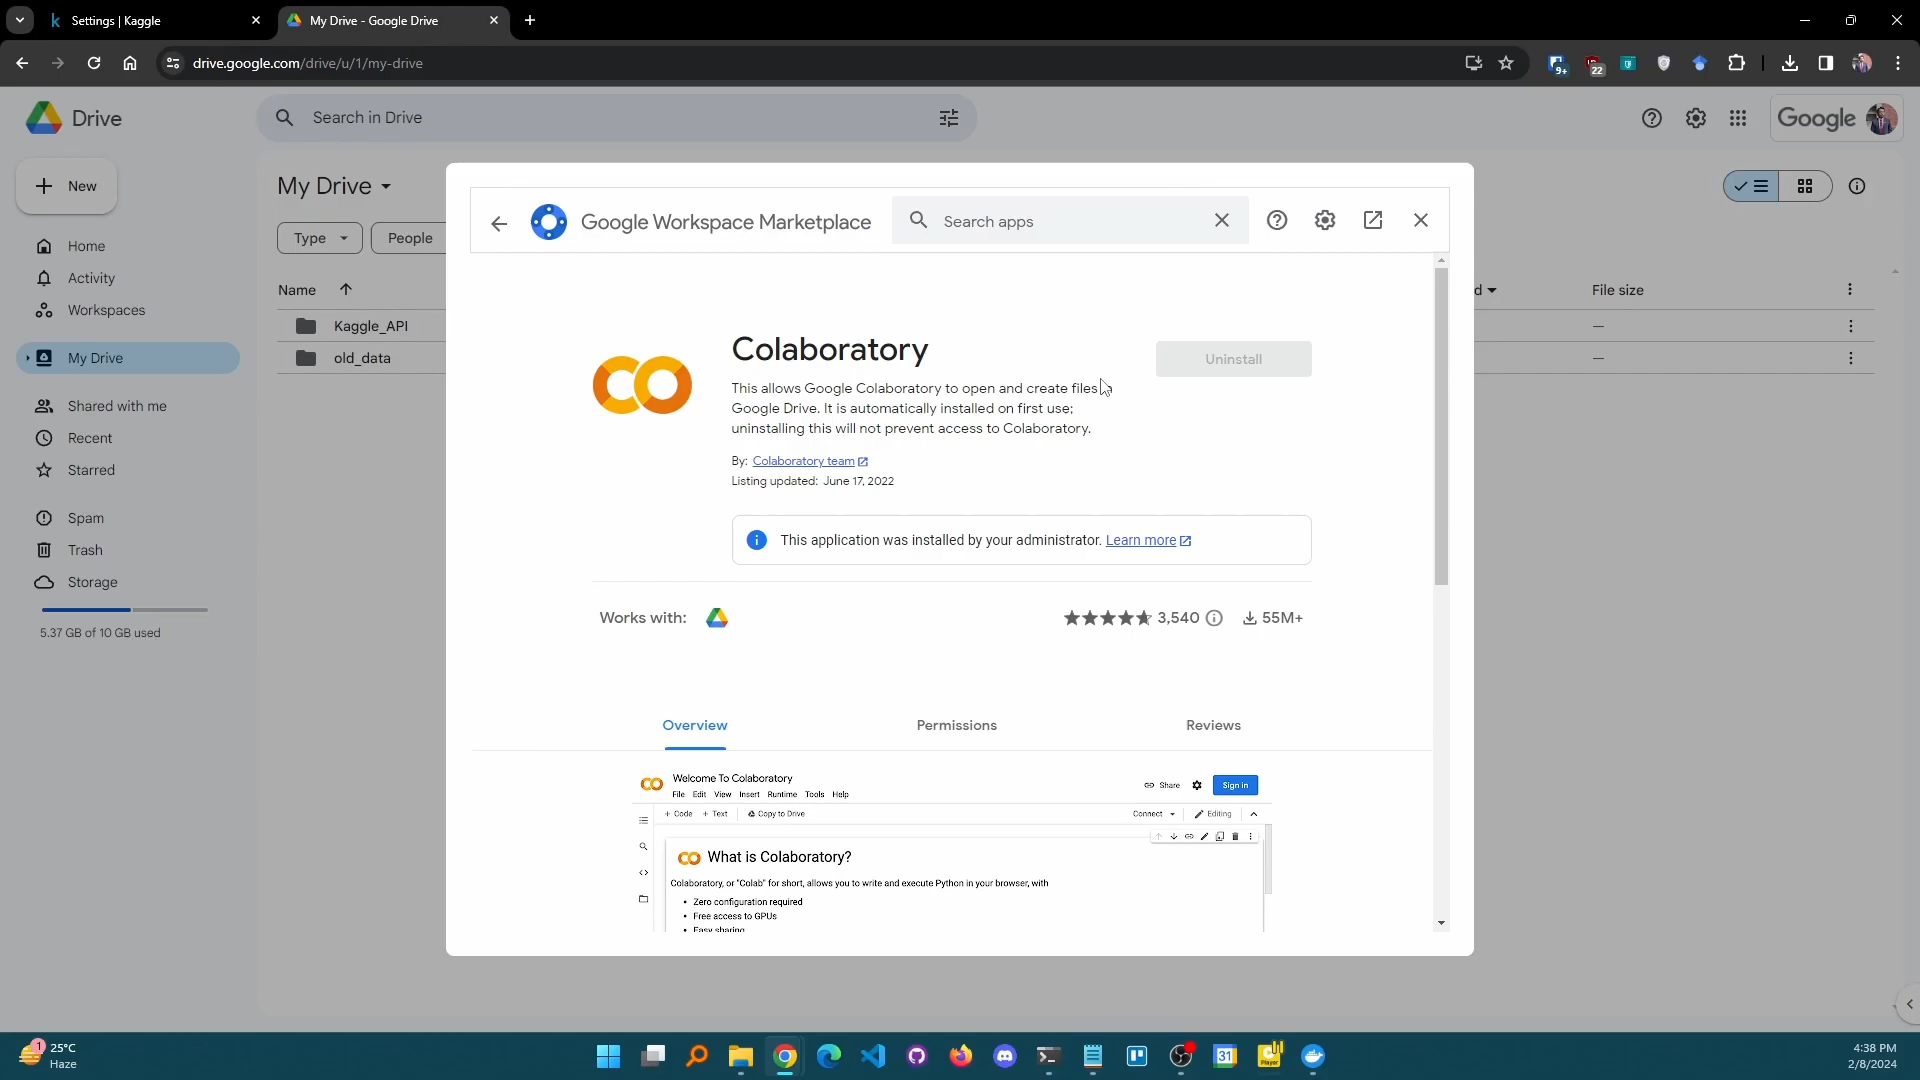 Settings | Kaggle
My Drive - Google Drive
drive.google.com/drive/u/1/my-drive
9+
22
Drive
Search in Drive
Google
New
My Drive
Type
People
Home
Activity
Workspaces
My Drive
Shared with me
Recent
Starred
Spam
Trash
Storage
5.37 GB of 10 GB used
Name
d
File size
Kaggle_API
—
old_data
—
Google Workspace Marketplace
Search apps
Colaboratory
Uninstall
This allows Google Colaboratory to open and create files
Google Drive. It is automatically installed on first use;
uninstalling this will not prevent access to Colaboratory.
By: Colaboratory team
Listing updated: June 17, 2022
This application was installed by your administrator. Learn more
Works with:
3,540
55M+
Overview
Permissions
Reviews
Welcome To Colaboratory
File Edit View Insert Runtime Tools Help
Share
Sign in
+ Code + Text Copy to Drive
Connect
Editing
What is Colaboratory?
Colaboratory, or "Colab" for short, allows you to write and execute Python in your browser, with
• Zero configuration required
• Free access to GPUs
• Easy sharing
1
25°C
Haze
31
4:38 PM
2/8/2024